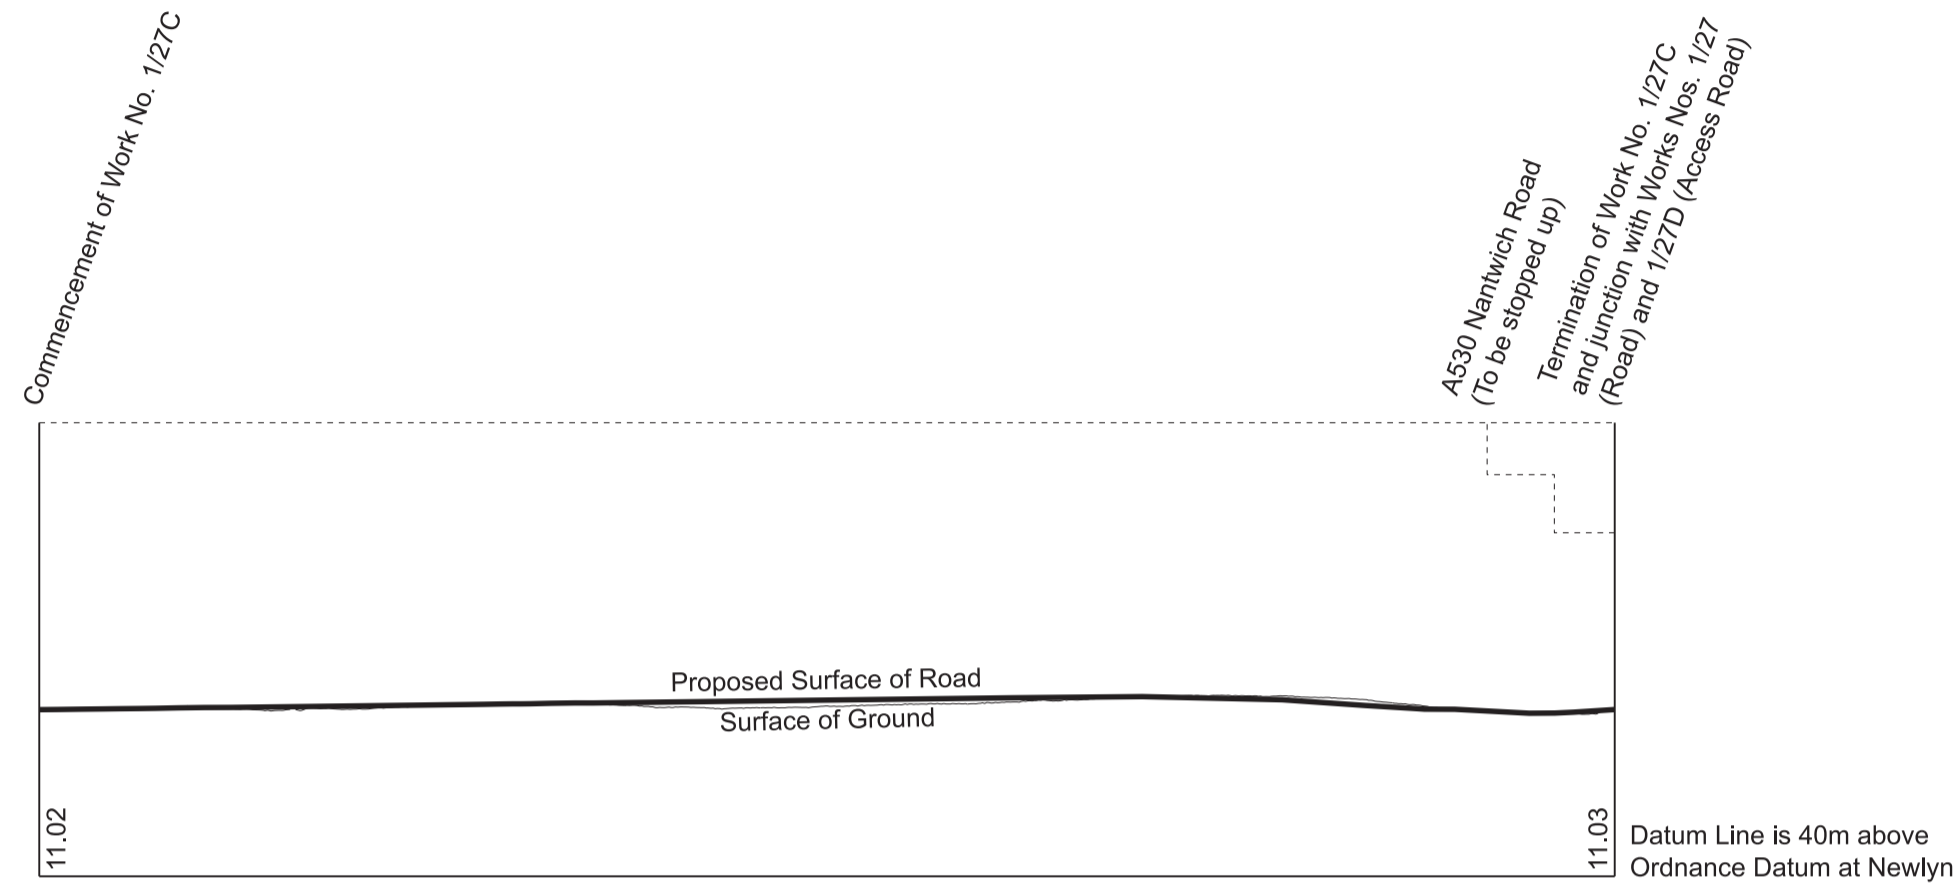 Commencement of Work No. 1/27C
A530 Nantwich Road
(To be stopped up)
Termination of Work No. 1/27C
and junction with Works Nos. 1/27
(Road) and 1/27D (Access Road)
Proposed Surface of Road
Surface of Ground
11.02
11.03
Datum Line is 40m above
Ordnance Datum at Newlyn